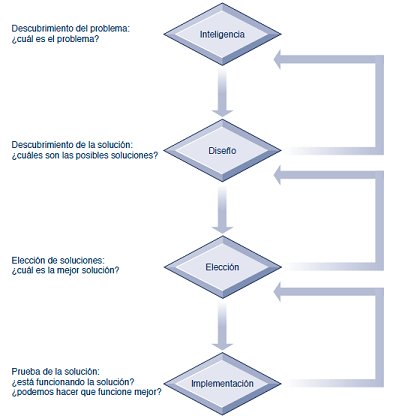 Descubrimiento del problema:
¿cuál es el problema?
Inteligencia
Descubrimiento de la solución:
¿cuáles son las posibles soluciones?
Diseño
Elección de soluciones:
¿cuál es la mejor solución?
Elección
Prueba de la solución:
¿está funcionando la solución?
¿podemos hacer que funcione mejor?
Implementación